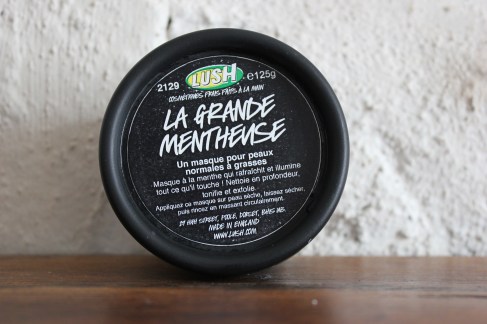 2129 LUSH e125g
COSMÉTIQUES FRAIS FAITS À LA MAIN
LA GRANDE
MENTHEUSE
Un masque pour peaux
normales à grasses
Masque à la menthe qui rafraîchit et illumine
tout ce qu'il touche ! Nettoie en profondeur,
tonifie et exfolie.
Appliquez ce masque sur peau sèche, laissez sécher,
puis rincez en massant circulairement.
29 HIGH STREET, POOLE, DORSET, BH15 1AB.
MADE IN ENGLAND
WWW.LUSH.COM